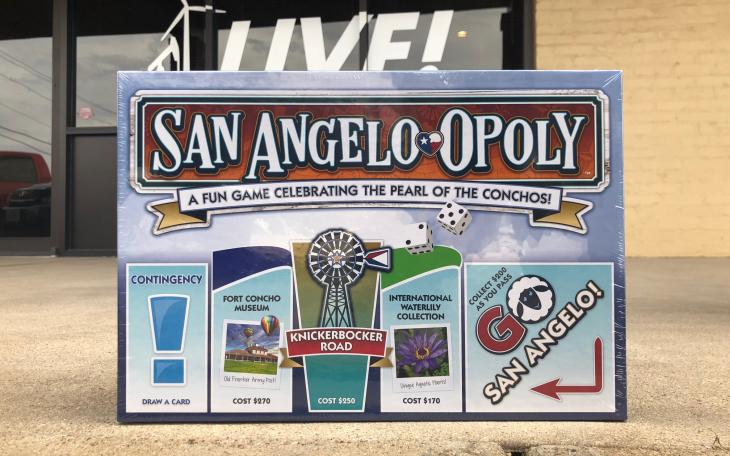 LIVE!
SAN ANGELO OPOLY
A FUN GAME CELEBRATING THE PEARL OF THE CONCHOS!
CONTINGENCY
!
DRAW A CARD
FORT CONCHO
MUSEUM
Old Frontier Army Post!
COST $270
KNICKERBOCKER
ROAD
COST $250
INTERNATIONAL
WATERLILY
COLLECTION
Unique Aquatic Plants!
COST $170
COLLECT $200
AS YOU PASS
GO
SAN ANGELO!